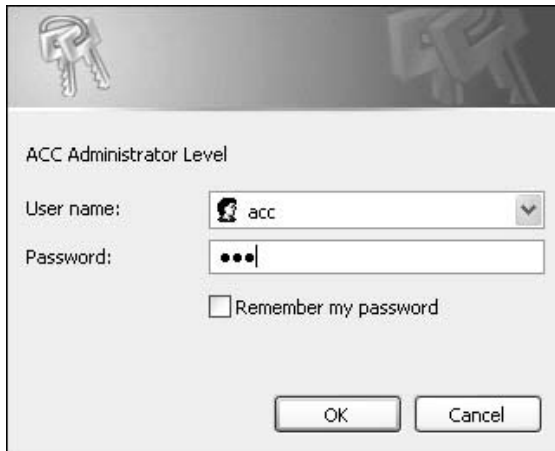 ACC Administrator Level
User name: acc
Password: •••
Remember my password
OK Cancel